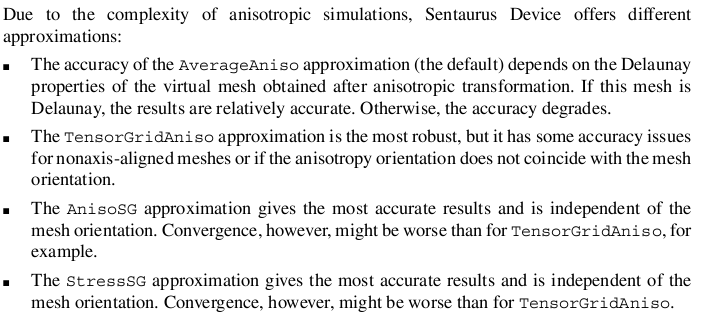 Due to the complexity of anisotropic simulations, Sentaurus Device offers different
approximations:
▪ The accuracy of the AverageAniso approximation (the default) depends on the Delaunay
properties of the virtual mesh obtained after anisotropic transformation. If this mesh is
Delaunay, the results are relatively accurate. Otherwise, the accuracy degrades.
▪ The TensorGridAniso approximation is the most robust, but it has some accuracy issues
for nonaxis-aligned meshes or if the anisotropy orientation does not coincide with the mesh
orientation.
▪ The AnisoSG approximation gives the most accurate results and is independent of the
mesh orientation. Convergence, however, might be worse than for TensorGridAniso, for
example.
▪ The StressSG approximation gives the most accurate results and is independent of the
mesh orientation. Convergence, however, might be worse than for TensorGridAniso.